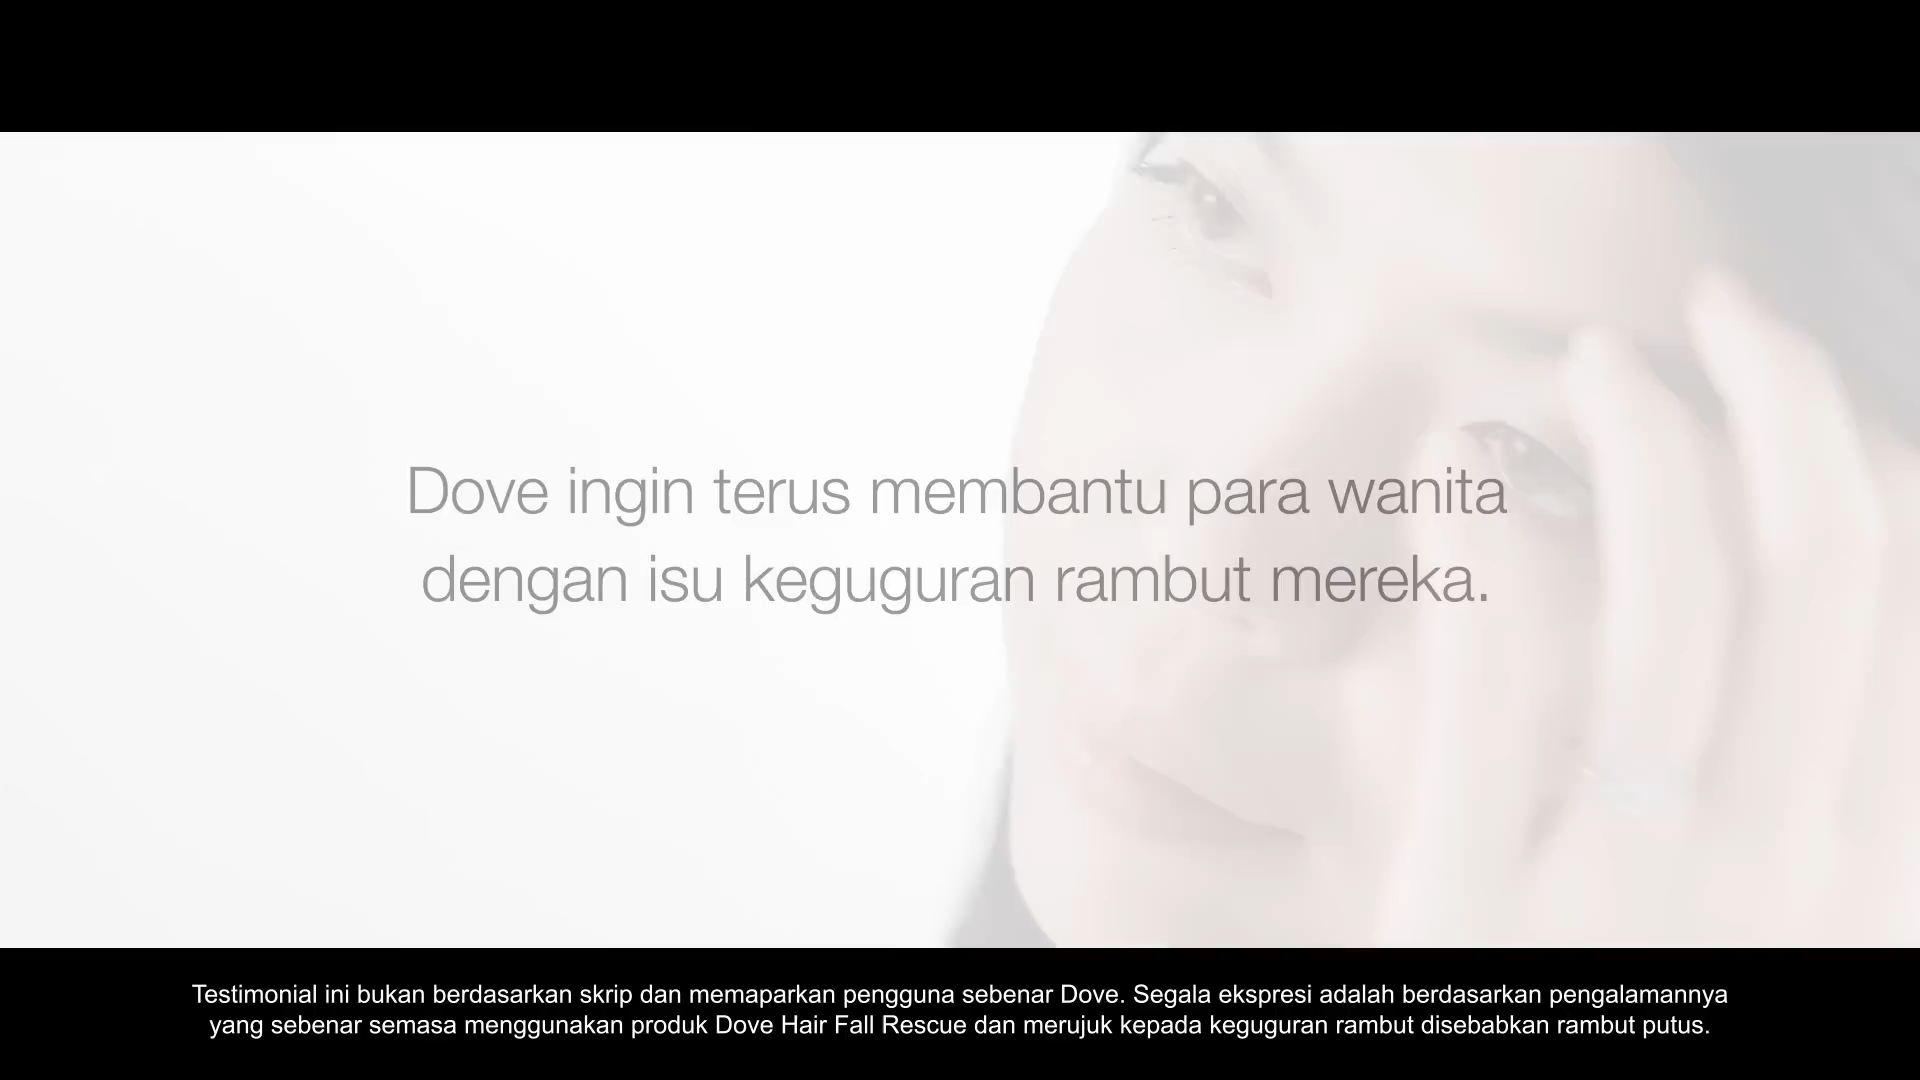 Dove ingin terus membantu para wanita
dengan isu keguguran rambut mereka.
Testimonial ini bukan berdasarkan skrip dan memaparkan pengguna sebenar Dove. Segala ekspresi adalah berdasarkan pengalamannya
yang sebenar semasa menggunakan produk Dove Hair Fall Rescue dan merujuk kepada keguguran rambut disebabkan rambut putus.